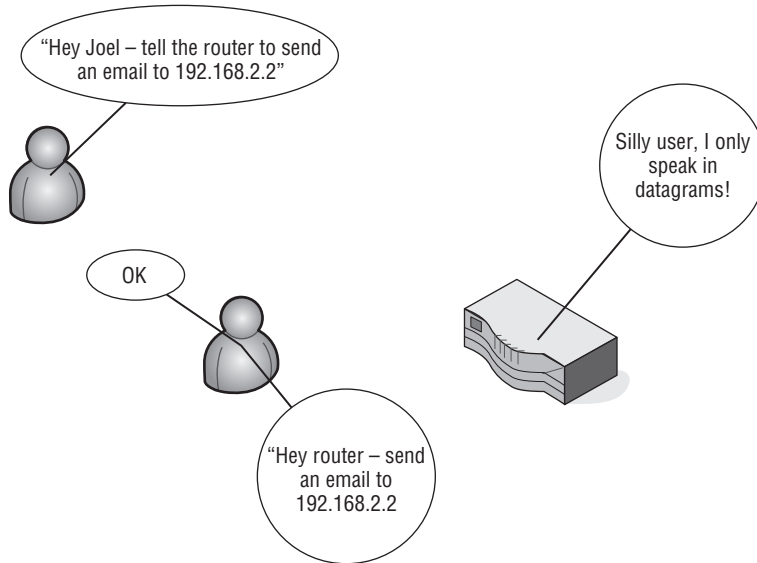 “Hey Joel – tell the router to send
an email to 192.168.2.2”
Silly user, I only
speak in
datagrams!
OK
“Hey router – send
an email to
192.168.2.2